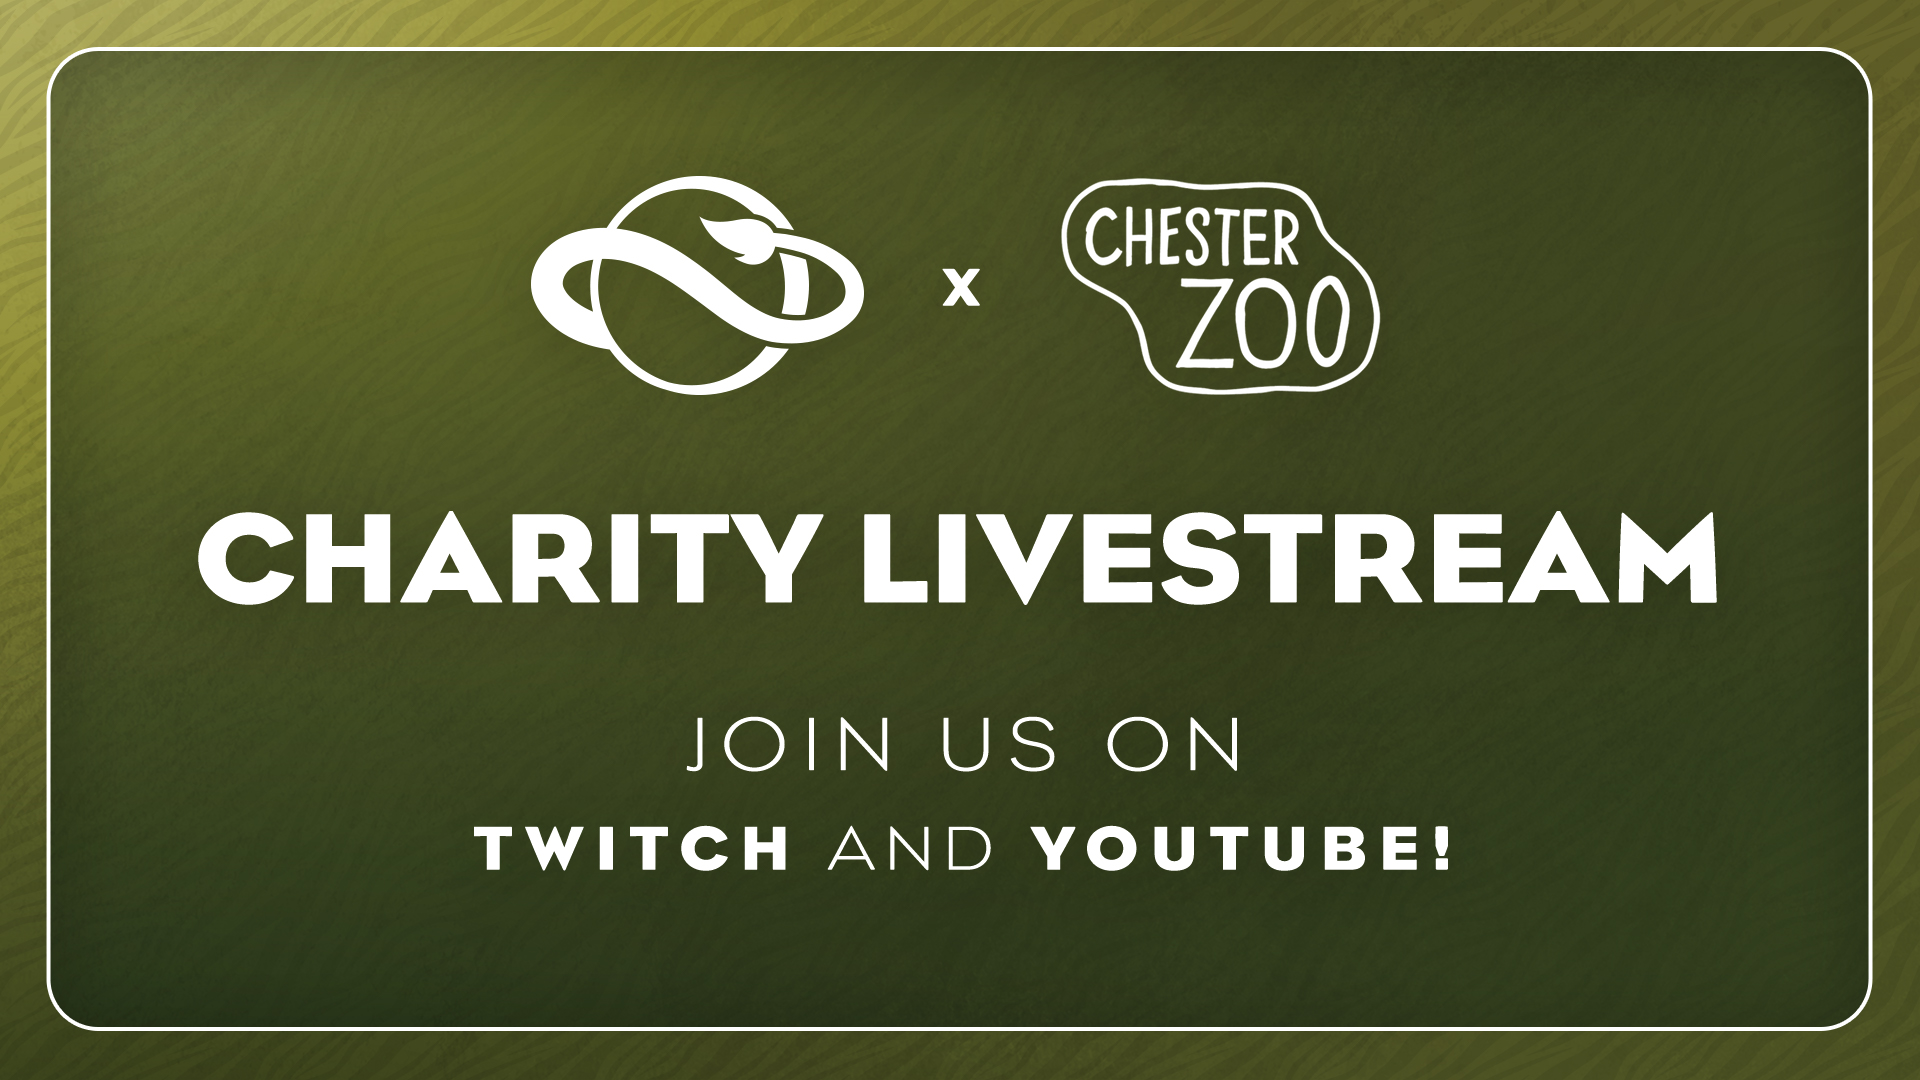 x
CHESTER
ZOO
CHARITY LIVESTREAM
JOIN US ON
TWITCH AND YOUTUBE!